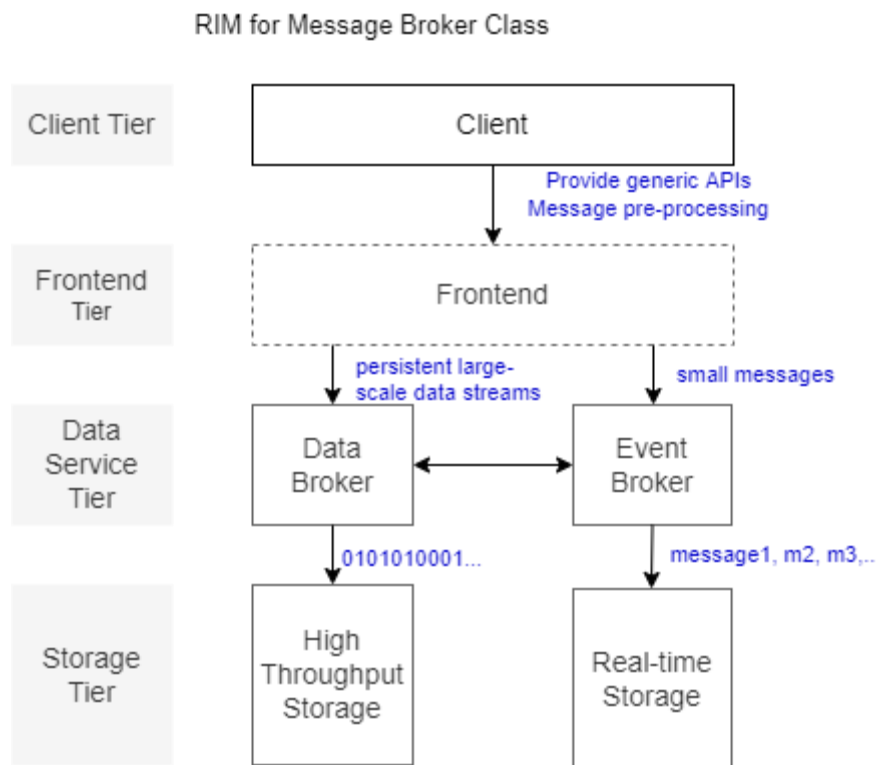 RIM for Message Broker Class
Client Tier
Client
Provide generic APIs
Message pre-processing
Frontend
Tier
Frontend
persistent large-
scale data streams
small messages
Data
Service
Tier
Data
Broker
Event
Broker
0101010001...
message1, m2, m3,..
Storage
Tier
High
Throughput
Storage
Real-time
Storage